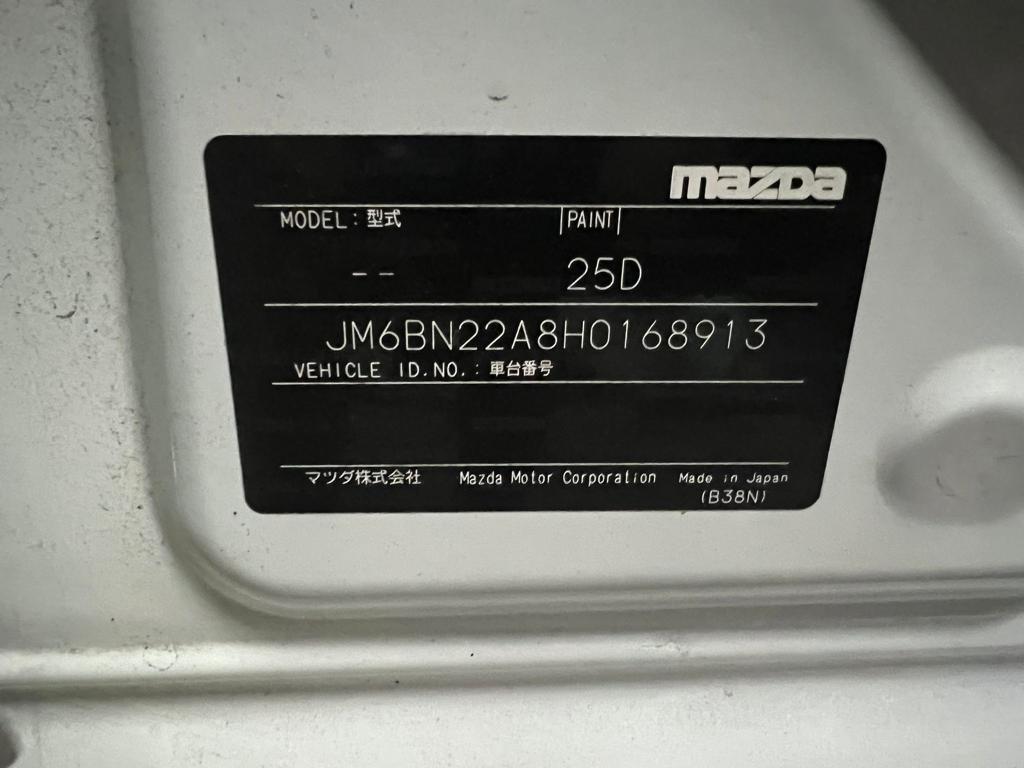 mazda
MODEL: 型式 |PAINT|
-- 25D
JM6BN22A8H0168913
VEHICLE ID.NO.: 車台番号
マツダ株式会社 Mazda Motor Corporation Made in Japan
(B38N)